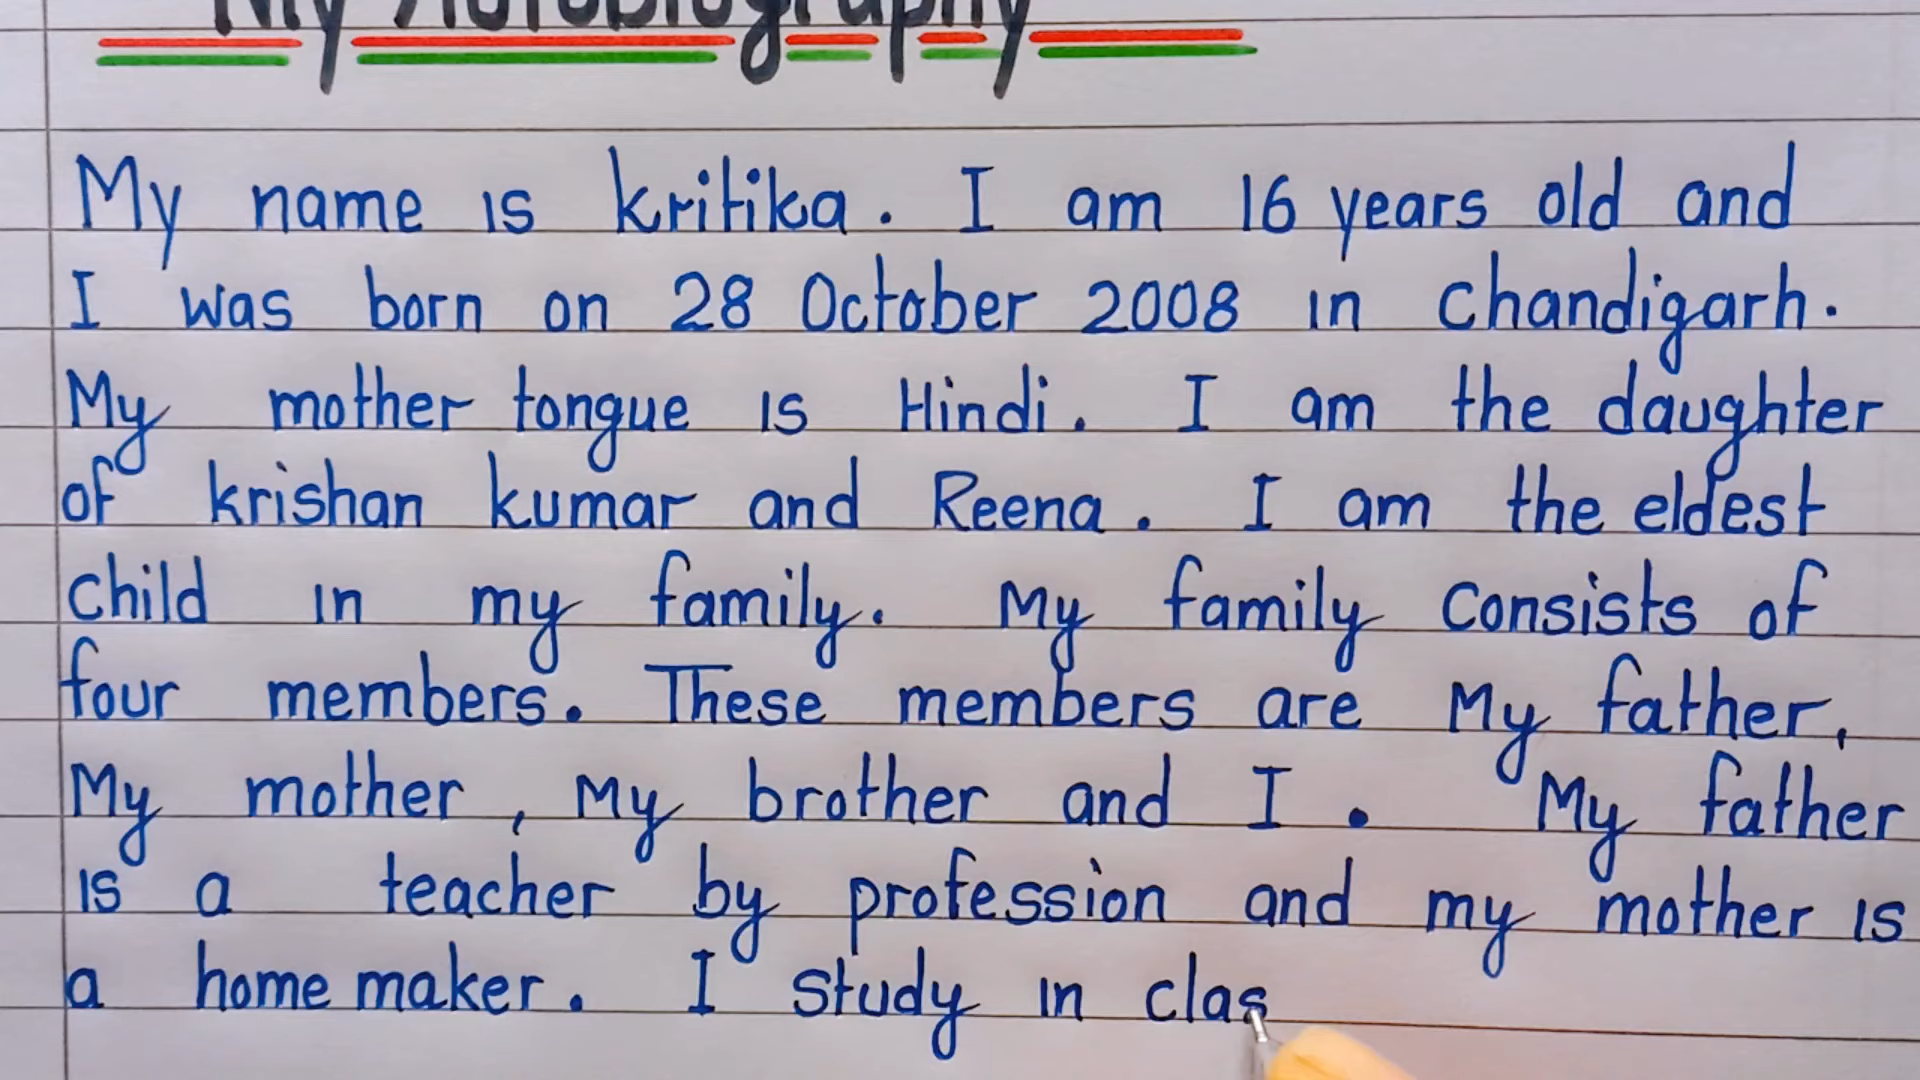 My Autobiography
My name is kritika. I am 16 years old and
I was born on 28 October 2008 in Chandigarh.
My mother tongue is Hindi. I am the daughter
of krishan kumar and Reena. I am the eldest
child in my family. My family consists of
four members. These members are My father,
My mother, My brother and I. My father
is a teacher by profession and my mother is
a home maker. I study in clas